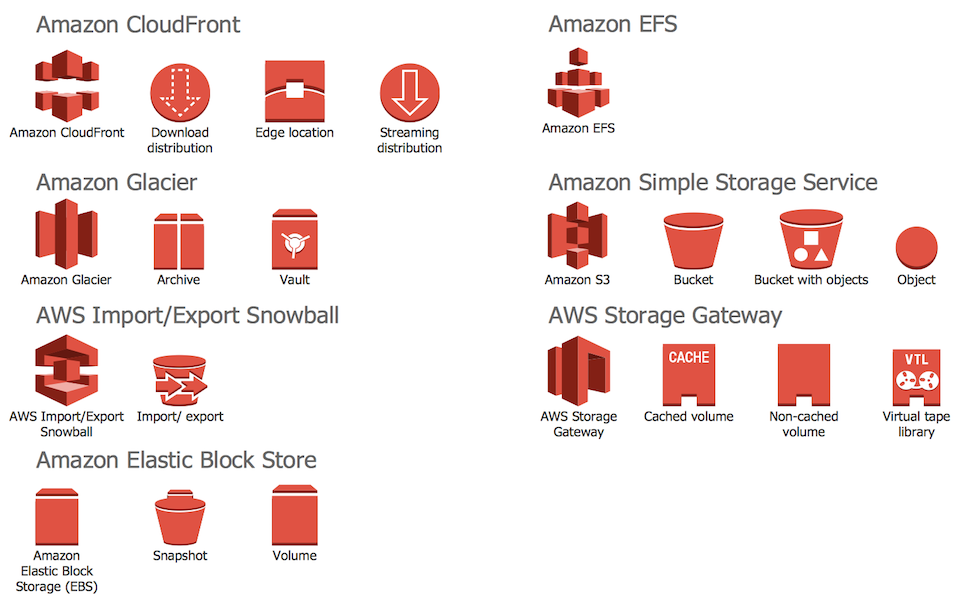 Amazon CloudFront
Amazon CloudFront
Download
distribution
Edge location
Streaming
distribution
Amazon EFS
Amazon EFS
Amazon Glacier
Amazon Glacier
Archive
Vault
Amazon Simple Storage Service
Amazon S3
Bucket
Bucket with objects
Object
AWS Import/Export Snowball
AWS Import/Export
Snowball
Import/ export
AWS Storage Gateway
AWS Storage
Gateway
CACHE
Cached volume
Non-cached
volume
VTL
Virtual tape
library
Amazon Elastic Block Store
Amazon
Elastic Block
Storage (EBS)
Snapshot
Volume